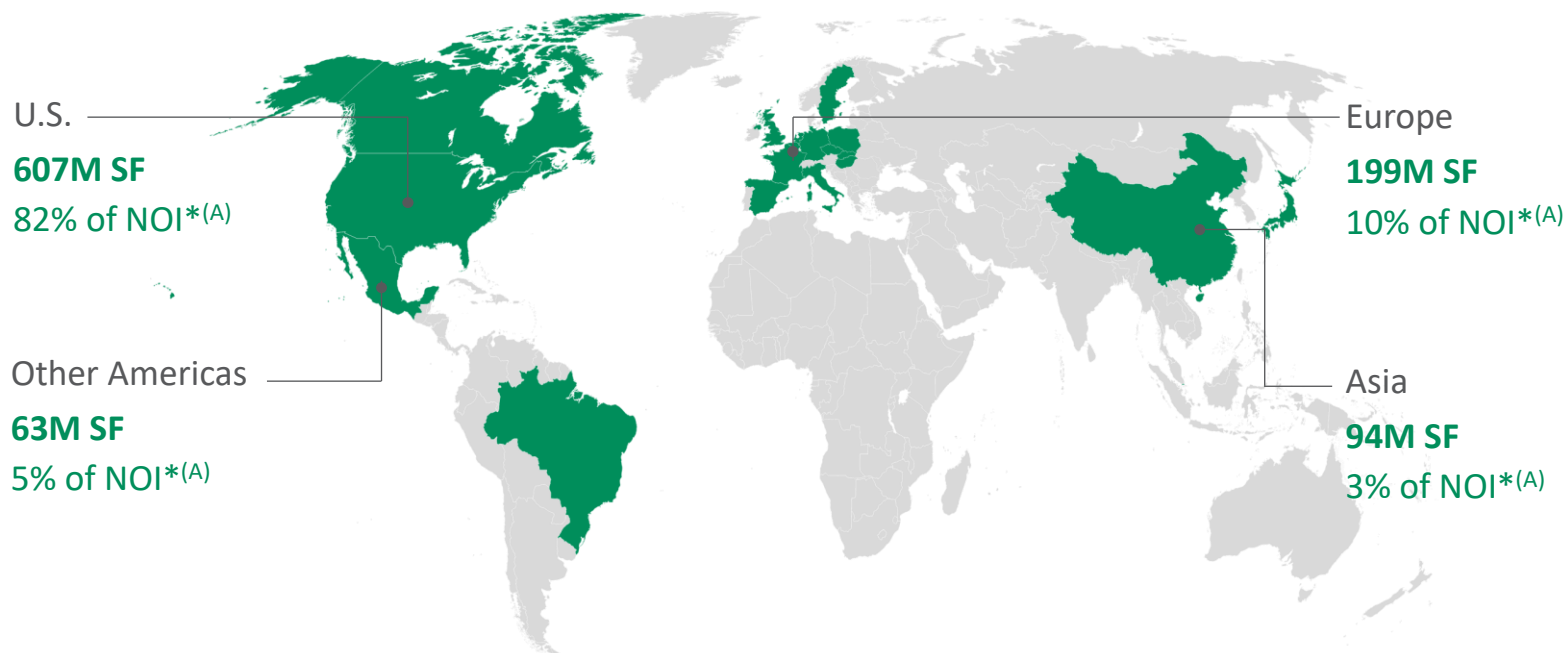 U.S.
607M SF
82% of NOI*(A)
Other Americas
63M SF
5% of NOI*(A)
Europe
199M SF
10% of NOI*(A)
Asia
94M SF
3% of NOI*(A)